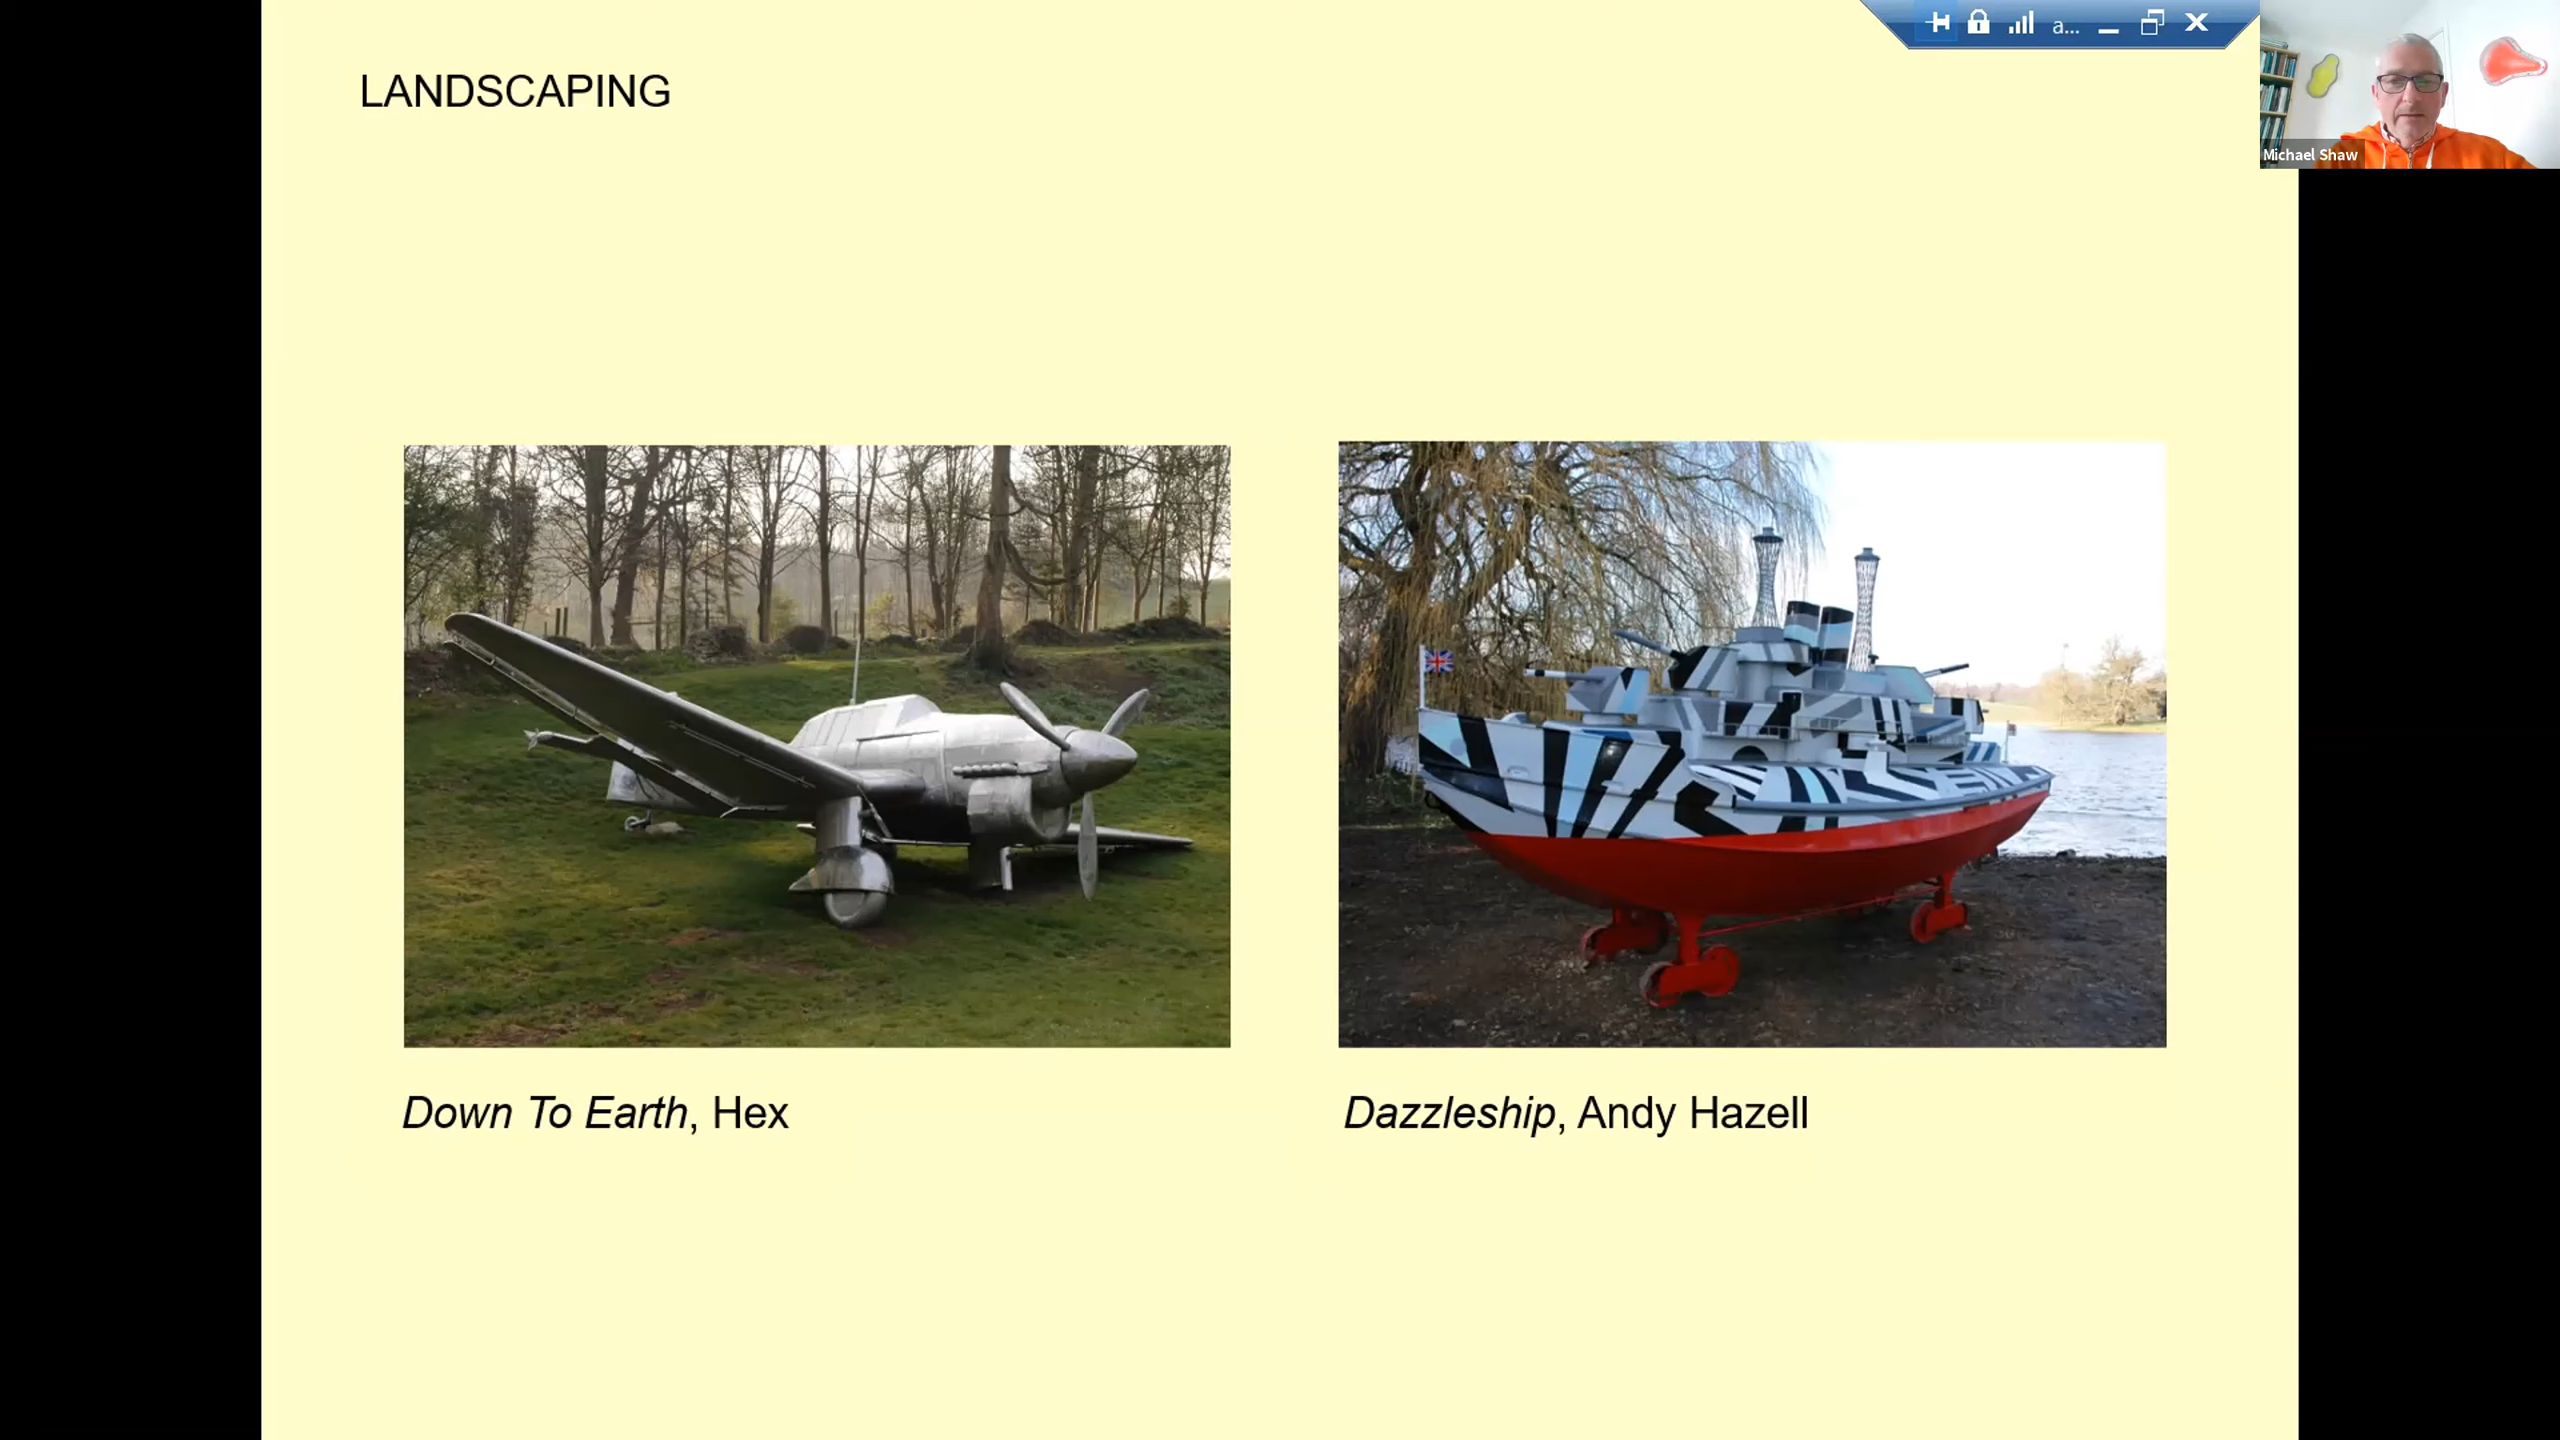 LANDSCAPING
a...
Michael Shaw
Down To Earth, Hex
Dazzleship, Andy Hazell